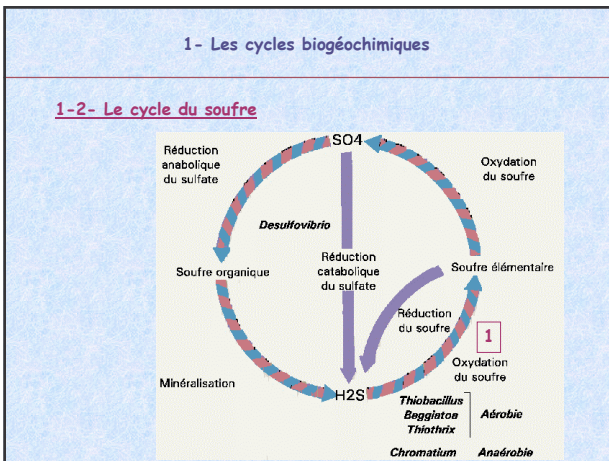 1- Les cycles biogéochimiques
1-2- Le cycle du soufre
SO4
Réduction
anabolique
du sulfate
Oxydation
du soufre
Desulfovibrio
Soufre organique
Réduction
catabolique
du sulfate
Soufre élémentaire
Réduction
du soufre
1
Oxydation
du soufre
Minéralisation
H2S
Thiobacillus
Beggiatoa
Thiothrix
Aérobie
Chromatium
Anaérobie